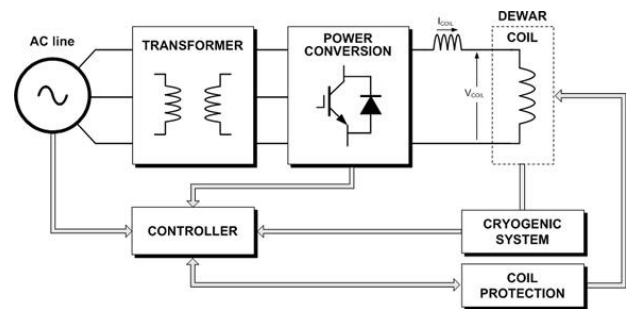 AC line
TRANSFORMER
POWER
CONVERSION
I_COIL
V_COIL
DEWAR
COIL
CONTROLLER
CRYOGENIC
SYSTEM
COIL
PROTECTION